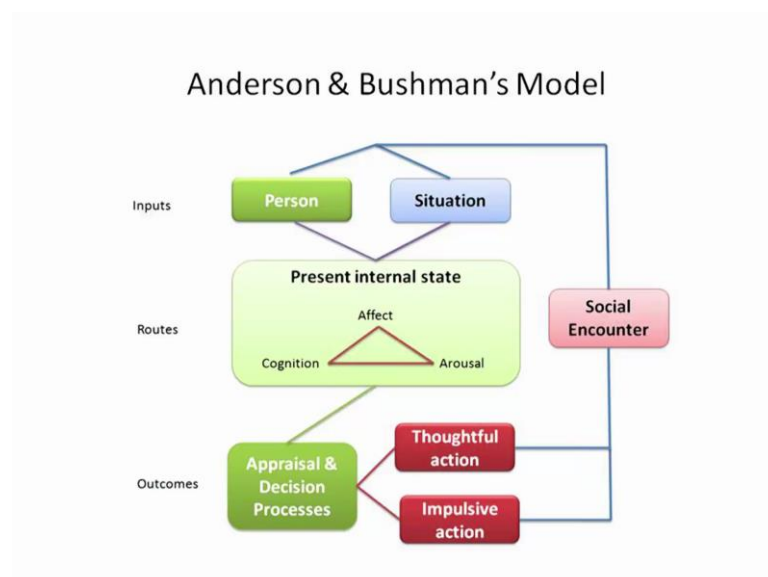 Anderson & Bushman's Model
Inputs
Person
Situation
Present internal state
Routes
Affect
Cognition
Arousal
Social
Encounter
Outcomes
Appraisal &
Decision
Processes
Thoughtful
action
Impulsive
action